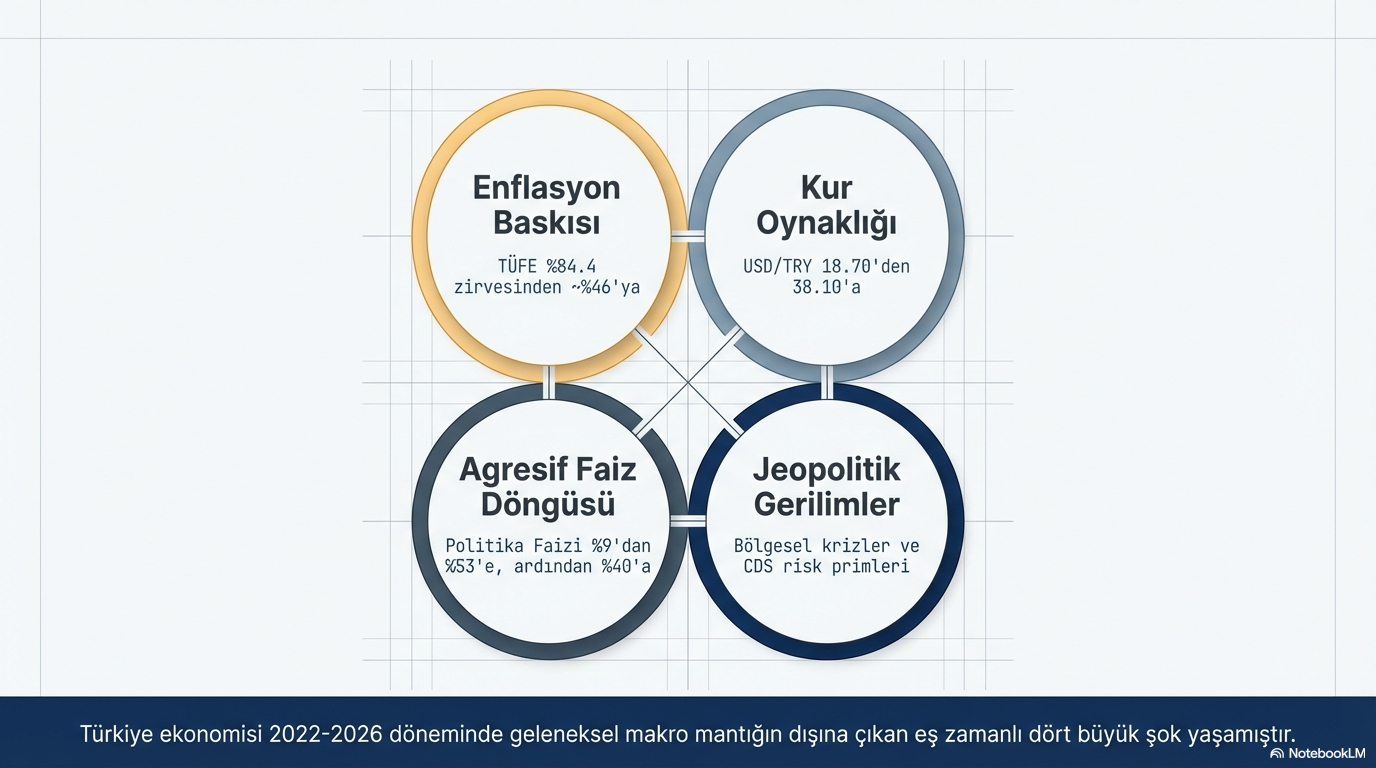 Enflasyon
Baskısı
TÜFE %84.4
zirvesinden ~%46'ya
Kur
Oynaklığı
USD/TRY 18.70'den
38.10'a
Agresif Faiz
Döngüsü
Politika Faizi %9'dan
%53'e, ardından %40'a
Jeopolitik
Gerilimler
Bölgesel krizler ve
CDS risk primleri
Türkiye ekonomisi 2022-2026 döneminde geleneksel makro mantığın dışına çıkan eş zamanlı dört büyük şok yaşamıştır.
NotebookLM